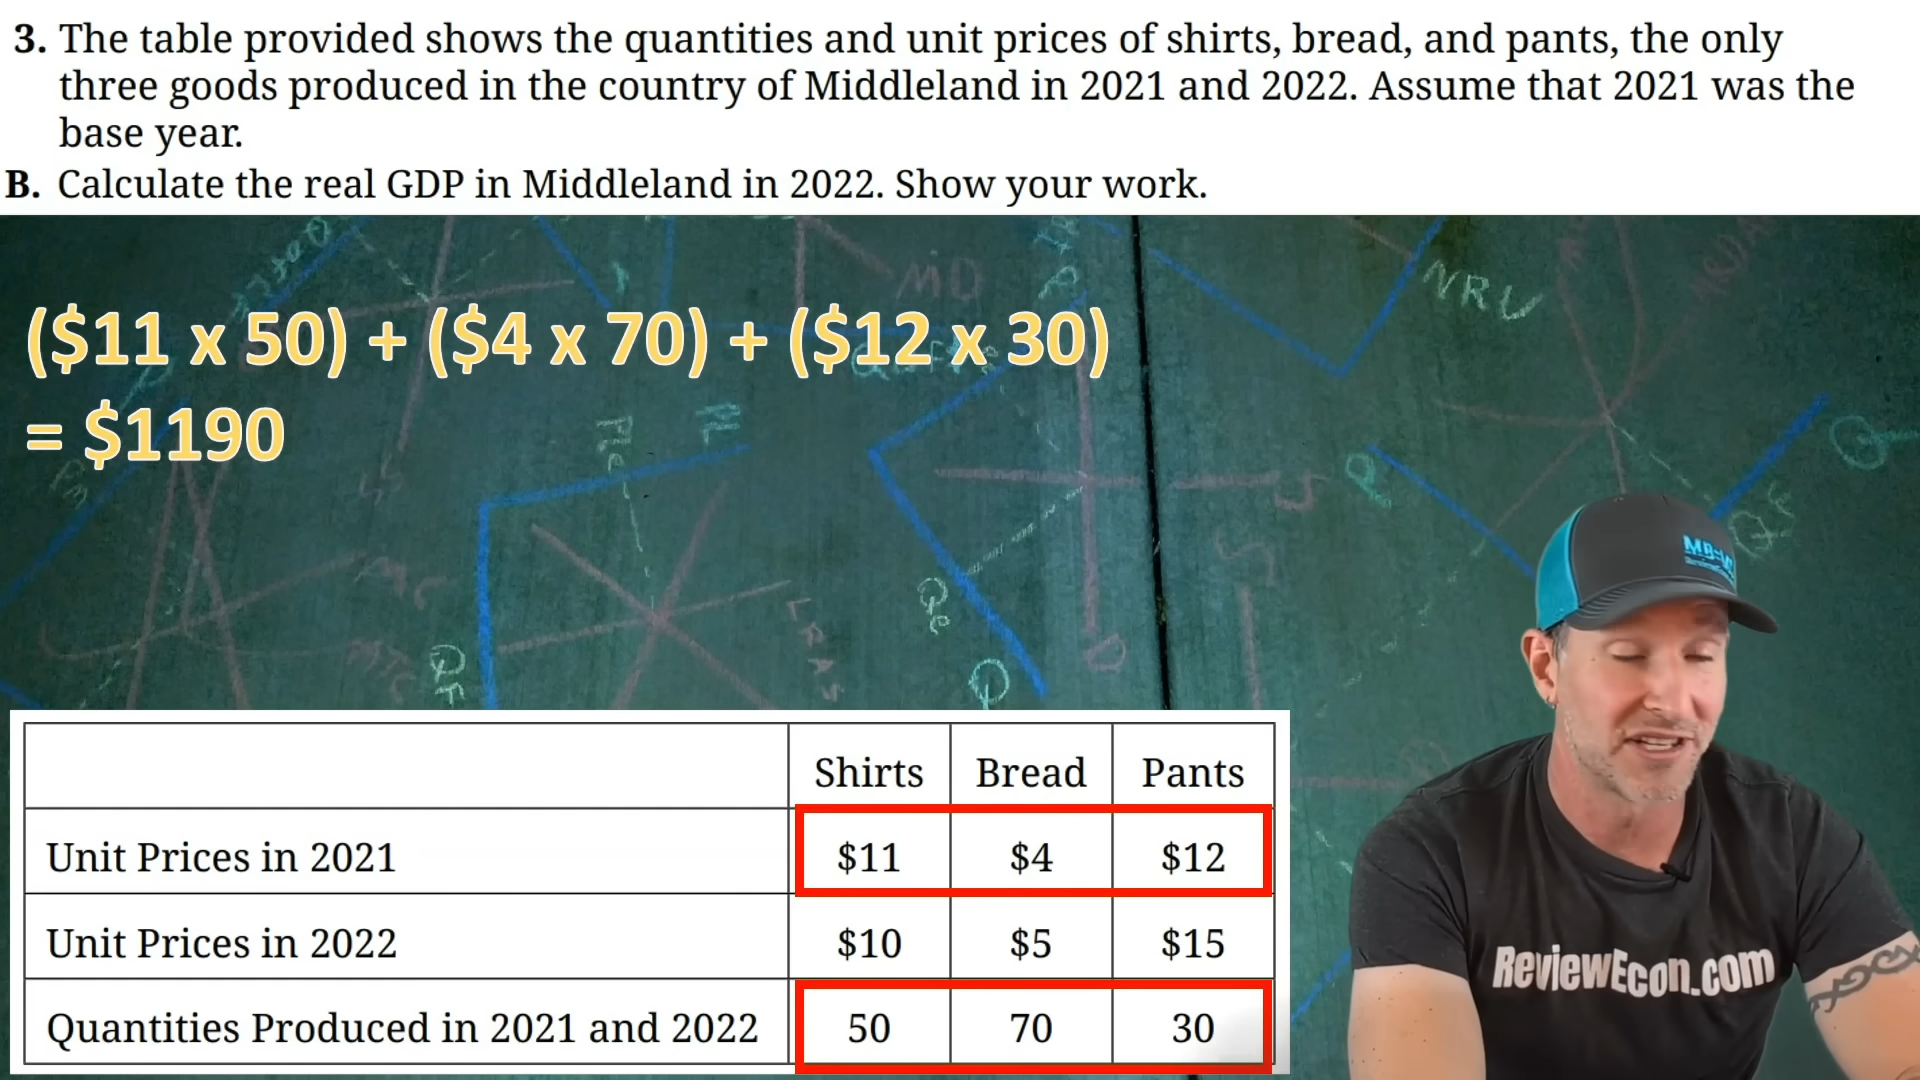 3. The table provided shows the quantities and unit prices of shirts, bread, and pants, the only
three goods produced in the country of Middleland in 2021 and 2022. Assume that 2021 was the
base year.
B. Calculate the real GDP in Middleland in 2022. Show your work.
($11 x 50) + ($4 x 70) + ($12 x 30)
= $1190
NRU
MD
Shirts Bread Pants
Unit Prices in 2021 $11 $4 $12
Unit Prices in 2022 $10 $5 $15
Quantities Produced in 2021 and 2022 50 70 30
ReviewEcon.com